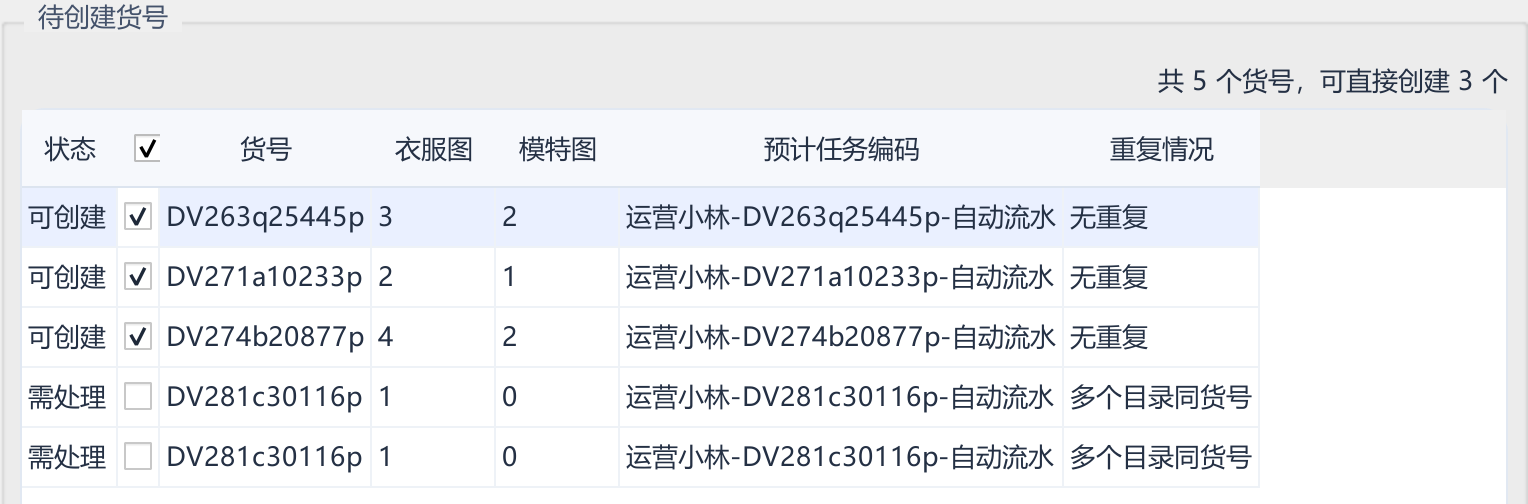 待创建货号
共 5 个货号，可直接创建 3 个
状态 货号 衣服图 模特图 预计任务编码 重复情况
可创建 DV263q25445p 3 2 运营小林-DV263q25445p-自动流水 无重复
可创建 DV271a10233p 2 1 运营小林-DV271a10233p-自动流水 无重复
可创建 DV274b20877p 4 2 运营小林-DV274b20877p-自动流水 无重复
需处理 DV281c30116p 1 0 运营小林-DV281c30116p-自动流水 多个目录同货号
需处理 DV281c30116p 1 0 运营小林-DV281c30116p-自动流水 多个目录同货号